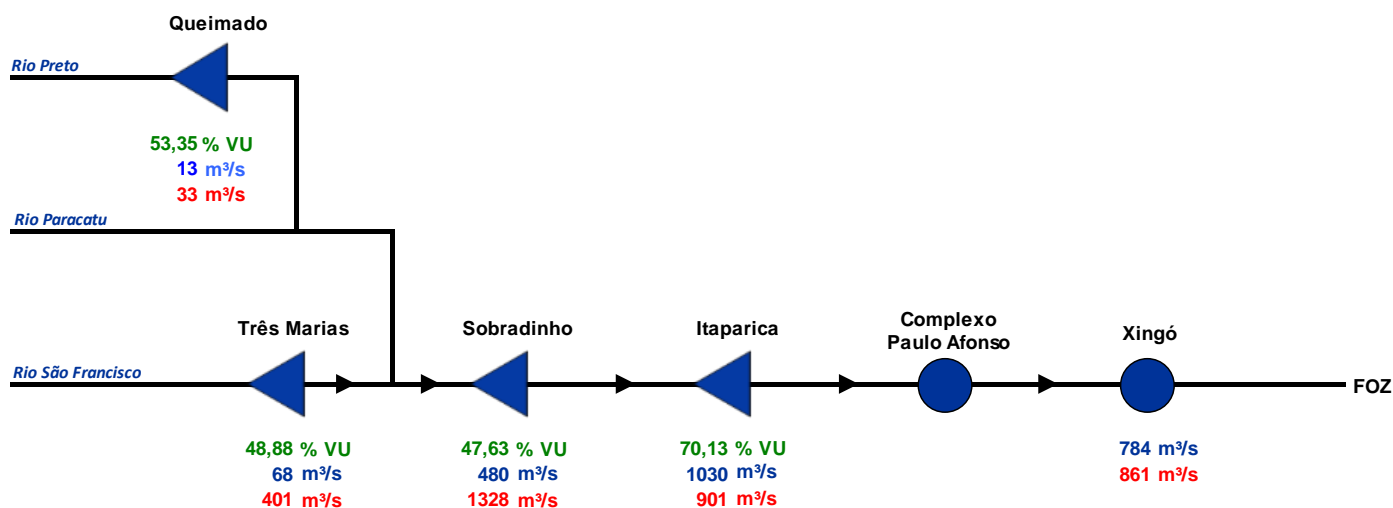 Queimado
Rio Preto
53,35 % VU
13 m³/s
33 m³/s
Rio Paracatu
Três Marias
Sobradinho
Itaparica
Complexo
Paulo Afonso
Xingó
Rio São Francisco
FOZ
48,88 % VU
68 m³/s
401 m³/s
47,63 % VU
480 m³/s
1328 m³/s
70,13 % VU
1030 m³/s
901 m³/s
784 m³/s
861 m³/s